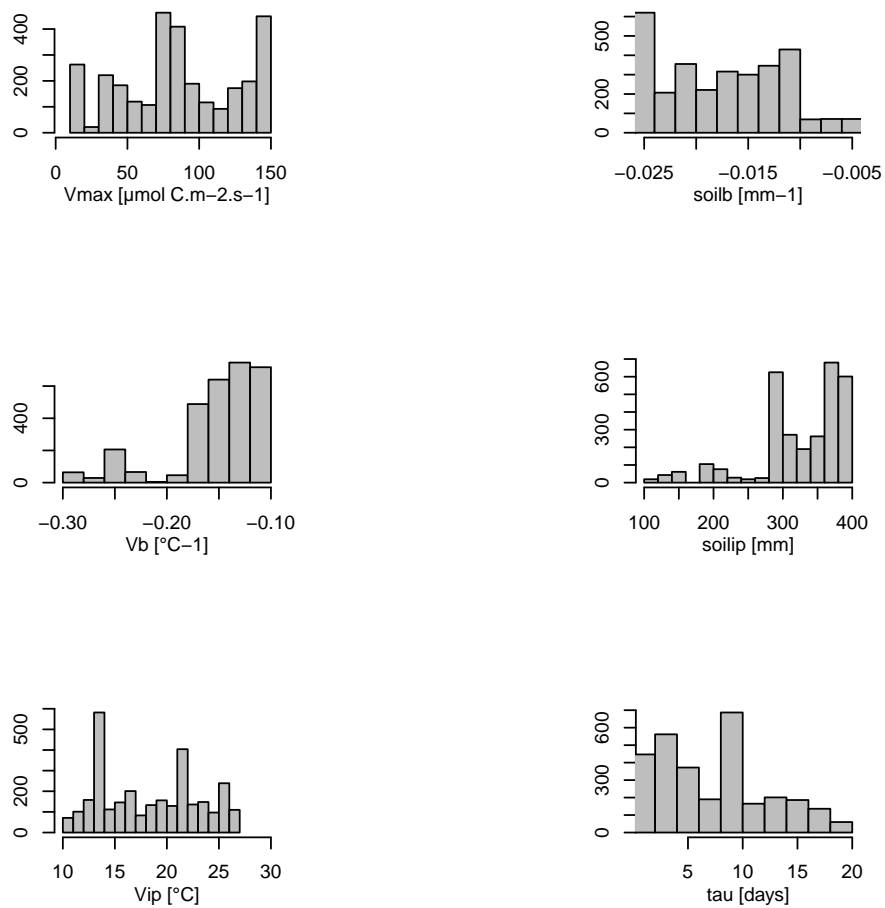 0 200 400
0 50 100 150
Vmax [µmol C.m−2.s−1]
0 200 500
−0.025 −0.015 −0.005
soilb [mm−1]
0 400
−0.30 −0.20 −0.10
Vb [°C−1]
0 300 600
100 200 300 400
soilip [mm]
0 200 500
10 15 20 25 30
Vip [°C]
0 300 600
5 10 15 20
tau [days]